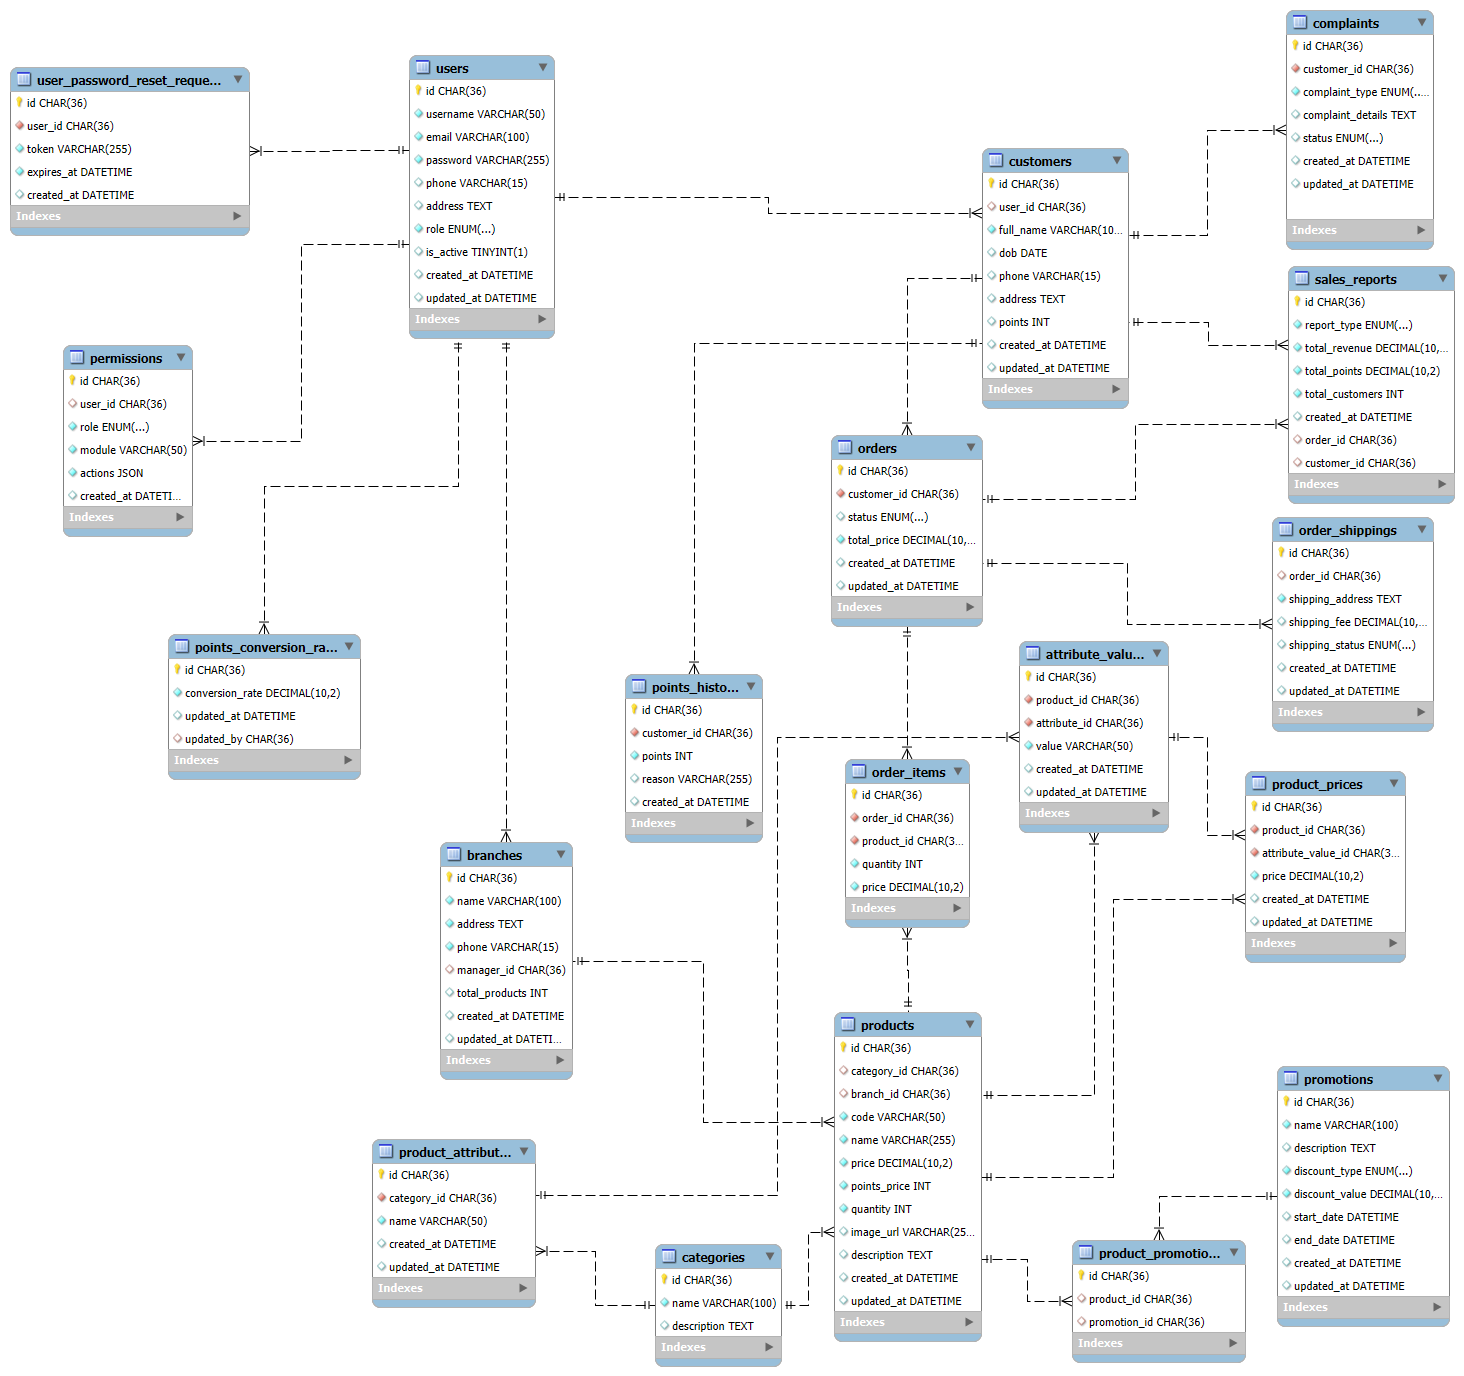 user_password_reset_reque...
id CHAR(36)
user_id CHAR(36)
token VARCHAR(255)
expires_at DATETIME
created_at DATETIME
Indexes
users
id CHAR(36)
username VARCHAR(50)
email VARCHAR(100)
password VARCHAR(255)
phone VARCHAR(15)
address TEXT
role ENUM(...)
is_active TINYINT(1)
created_at DATETIME
updated_at DATETIME
Indexes
customers
id CHAR(36)
user_id CHAR(36)
full_name VARCHAR(10...
dob DATE
phone VARCHAR(15)
address TEXT
points INT
created_at DATETIME
updated_at DATETIME
Indexes
complaints
id CHAR(36)
customer_id CHAR(36)
complaint_type ENUM(..…
complaint_details TEXT
status ENUM(...)
created_at DATETIME
updated_at DATETIME
Indexes
sales_reports
id CHAR(36)
report_type ENUM(...)
total_revenue DECIMAL(10,...
total_points DECIMAL(10,2)
total_customers INT
created_at DATETIME
order_id CHAR(36)
customer_id CHAR(36)
Indexes
permissions
id CHAR(36)
user_id CHAR(36)
role ENUM(...)
module VARCHAR(50)
actions JSON
created_at DATETI...
Indexes
orders
id CHAR(36)
customer_id CHAR(36)
status ENUM(...)
total_price DECIMAL(10,...
created_at DATETIME
updated_at DATETIME
Indexes
order_shippings
id CHAR(36)
order_id CHAR(36)
shipping_address TEXT
shipping_fee DECIMAL(10,...
shipping_status ENUM(...)
created_at DATETIME
updated_at DATETIME
Indexes
points_conversion_ra...
id CHAR(36)
conversion_rate DECIMAL(10,2)
updated_at DATETIME
updated_by CHAR(36)
Indexes
points_histo...
id CHAR(36)
customer_id CHAR(36)
points INT
reason VARCHAR(255)
created_at DATETIME
Indexes
attribute_valu...
id CHAR(36)
product_id CHAR(36)
attribute_id CHAR(36)
value VARCHAR(50)
created_at DATETIME
updated_at DATETIME
Indexes
order_items
id CHAR(36)
order_id CHAR(36)
product_id CHAR(3...
quantity INT
price DECIMAL(10,2)
Indexes
product_prices
id CHAR(36)
product_id CHAR(36)
attribute_value_id CHAR(3...
price DECIMAL(10,2)
created_at DATETIME
updated_at DATETIME
Indexes
branches
id CHAR(36)
name VARCHAR(100)
address TEXT
phone VARCHAR(15)
manager_id CHAR(36)
total_products INT
created_at DATETIME
updated_at DATETI...
Indexes
products
id CHAR(36)
category_id CHAR(36)
branch_id CHAR(36)
code VARCHAR(50)
name VARCHAR(255)
price DECIMAL(10,2)
points_price INT
quantity INT
image_url VARCHAR(25...
description TEXT
created_at DATETIME
updated_at DATETIME
Indexes
promotions
id CHAR(36)
name VARCHAR(100)
description TEXT
discount_type ENUM(...)
discount_value DECIMAL(10,...
start_date DATETIME
end_date DATETIME
created_at DATETIME
updated_at DATETIME
Indexes
product_attribut...
id CHAR(36)
category_id CHAR(36)
name VARCHAR(50)
created_at DATETIME
updated_at DATETIME
Indexes
categories
id CHAR(36)
name VARCHAR(100)
description TEXT
Indexes
product_promotio...
id CHAR(36)
product_id CHAR(36)
promotion_id CHAR(36)
Indexes